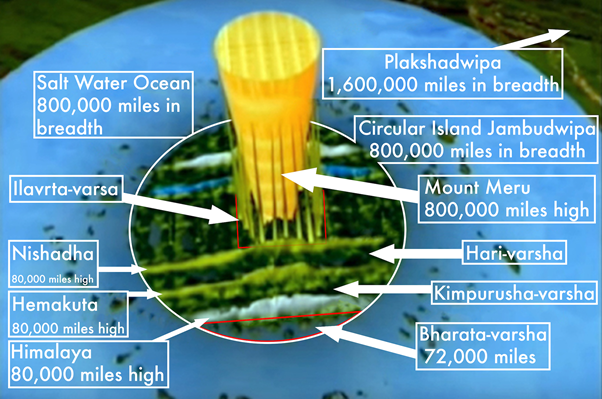 Plakshadwipa
1,600,000 miles in breadth
Salt Water Ocean
800,000 miles in
breadth
Circular Island Jambudwipa
800,000 miles in breadth
Ilavrta-varsa
Mount Meru
800,000 miles high
Nishadha
80,000 miles high
Hari-varsha
Hemakuta
80,000 miles high
Kimpurusha-varsha
Himalaya
80,000 miles high
Bharata-varsha
72,000 miles